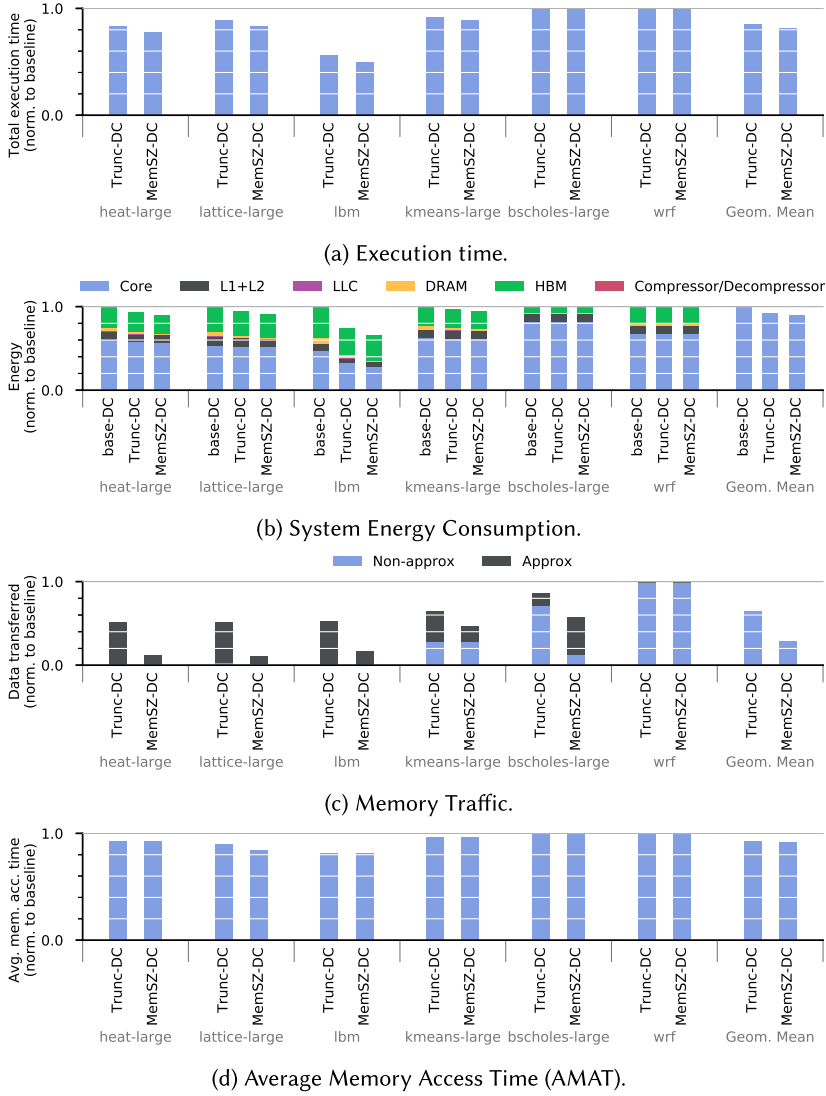 Total execution time
(norm. to baseline)
1.0
0.0
Trunc-DC MemSZ-DC Trunc-DC MemSZ-DC Trunc-DC MemSZ-DC Trunc-DC MemSZ-DC Trunc-DC MemSZ-DC Trunc-DC MemSZ-DC Trunc-DC MemSZ-DC
heat-large lattice-large lbm kmeans-large bscholes-large wrf Geom. Mean
(a) Execution time.
Core L1+L2 LLC DRAM HBM Compressor/Decompressor
Energy
(norm. to baseline)
1.0
0.0
base-DC Trunc-DC MemSZ-DC base-DC Trunc-DC MemSZ-DC base-DC Trunc-DC MemSZ-DC base-DC Trunc-DC MemSZ-DC base-DC Trunc-DC MemSZ-DC base-DC Trunc-DC MemSZ-DC base-DC Trunc-DC MemSZ-DC
heat-large lattice-large lbm kmeans-large bscholes-large wrf Geom. Mean
(b) System Energy Consumption.
Non-approx Approx
Data transferred
(norm. to baseline)
1.0
0.0
Trunc-DC MemSZ-DC Trunc-DC MemSZ-DC Trunc-DC MemSZ-DC Trunc-DC MemSZ-DC Trunc-DC MemSZ-DC Trunc-DC MemSZ-DC Trunc-DC MemSZ-DC
heat-large lattice-large lbm kmeans-large bscholes-large wrf Geom. Mean
(c) Memory Traffic.
Avg. mem. acc. time
(norm. to baseline)
1.0
0.0
Trunc-DC MemSZ-DC Trunc-DC MemSZ-DC Trunc-DC MemSZ-DC Trunc-DC MemSZ-DC Trunc-DC MemSZ-DC Trunc-DC MemSZ-DC Trunc-DC MemSZ-DC
heat-large lattice-large lbm kmeans-large bscholes-large wrf Geom. Mean
(d) Average Memory Access Time (AMAT).